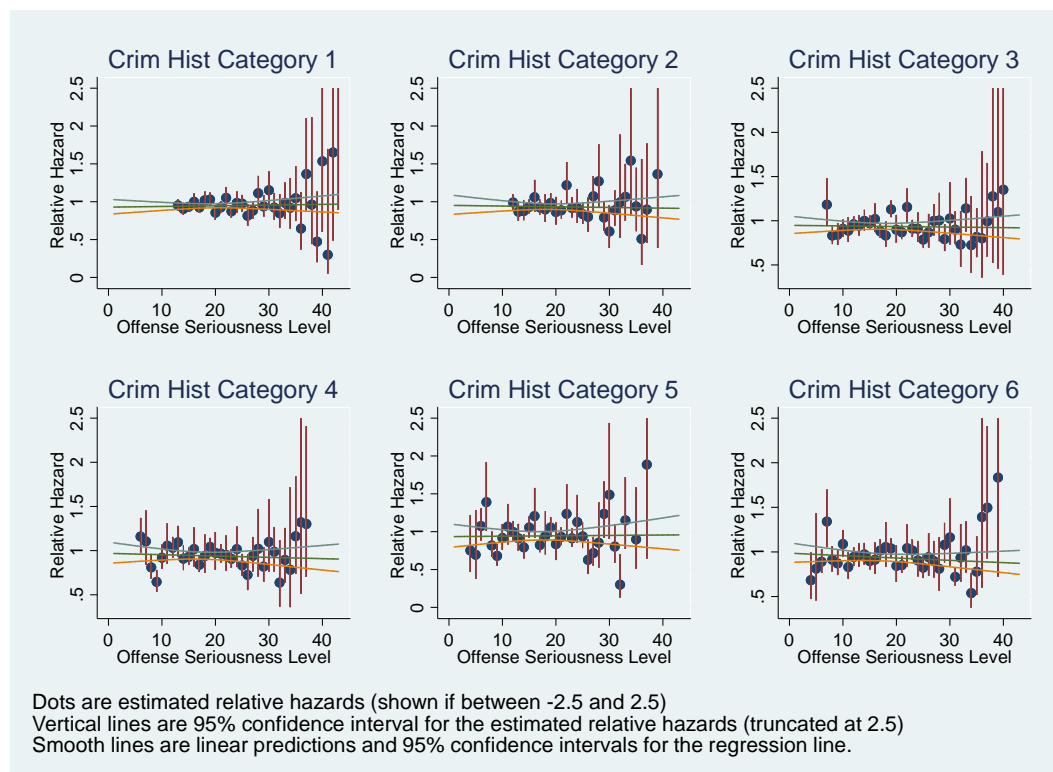 Crim Hist Category 1
Crim Hist Category 2
Crim Hist Category 3
Relative Hazard
0 .5 1 1.5 2 2.5
0 10 20 30 40
Offense Seriousness Level
Relative Hazard
0 .5 1 1.5 2 2.5
0 10 20 30 40
Offense Seriousness Level
Relative Hazard
.5 1 1.5 2 2.5
0 10 20 30 40
Offense Seriousness Level
Crim Hist Category 4
Crim Hist Category 5
Crim Hist Category 6
Relative Hazard
.5 1 1.5 2 2.5
0 10 20 30 40
Offense Seriousness Level
Relative Hazard
0 .5 1 1.5 2 2.5
0 10 20 30 40
Offense Seriousness Level
Relative Hazard
.5 1 1.5 2 2.5
0 10 20 30 40
Offense Seriousness Level
Dots are estimated relative hazards (shown if between -2.5 and 2.5)
Vertical lines are 95% confidence interval for the estimated relative hazards (truncated at 2.5)
Smooth lines are linear predictions and 95% confidence intervals for the regression line.